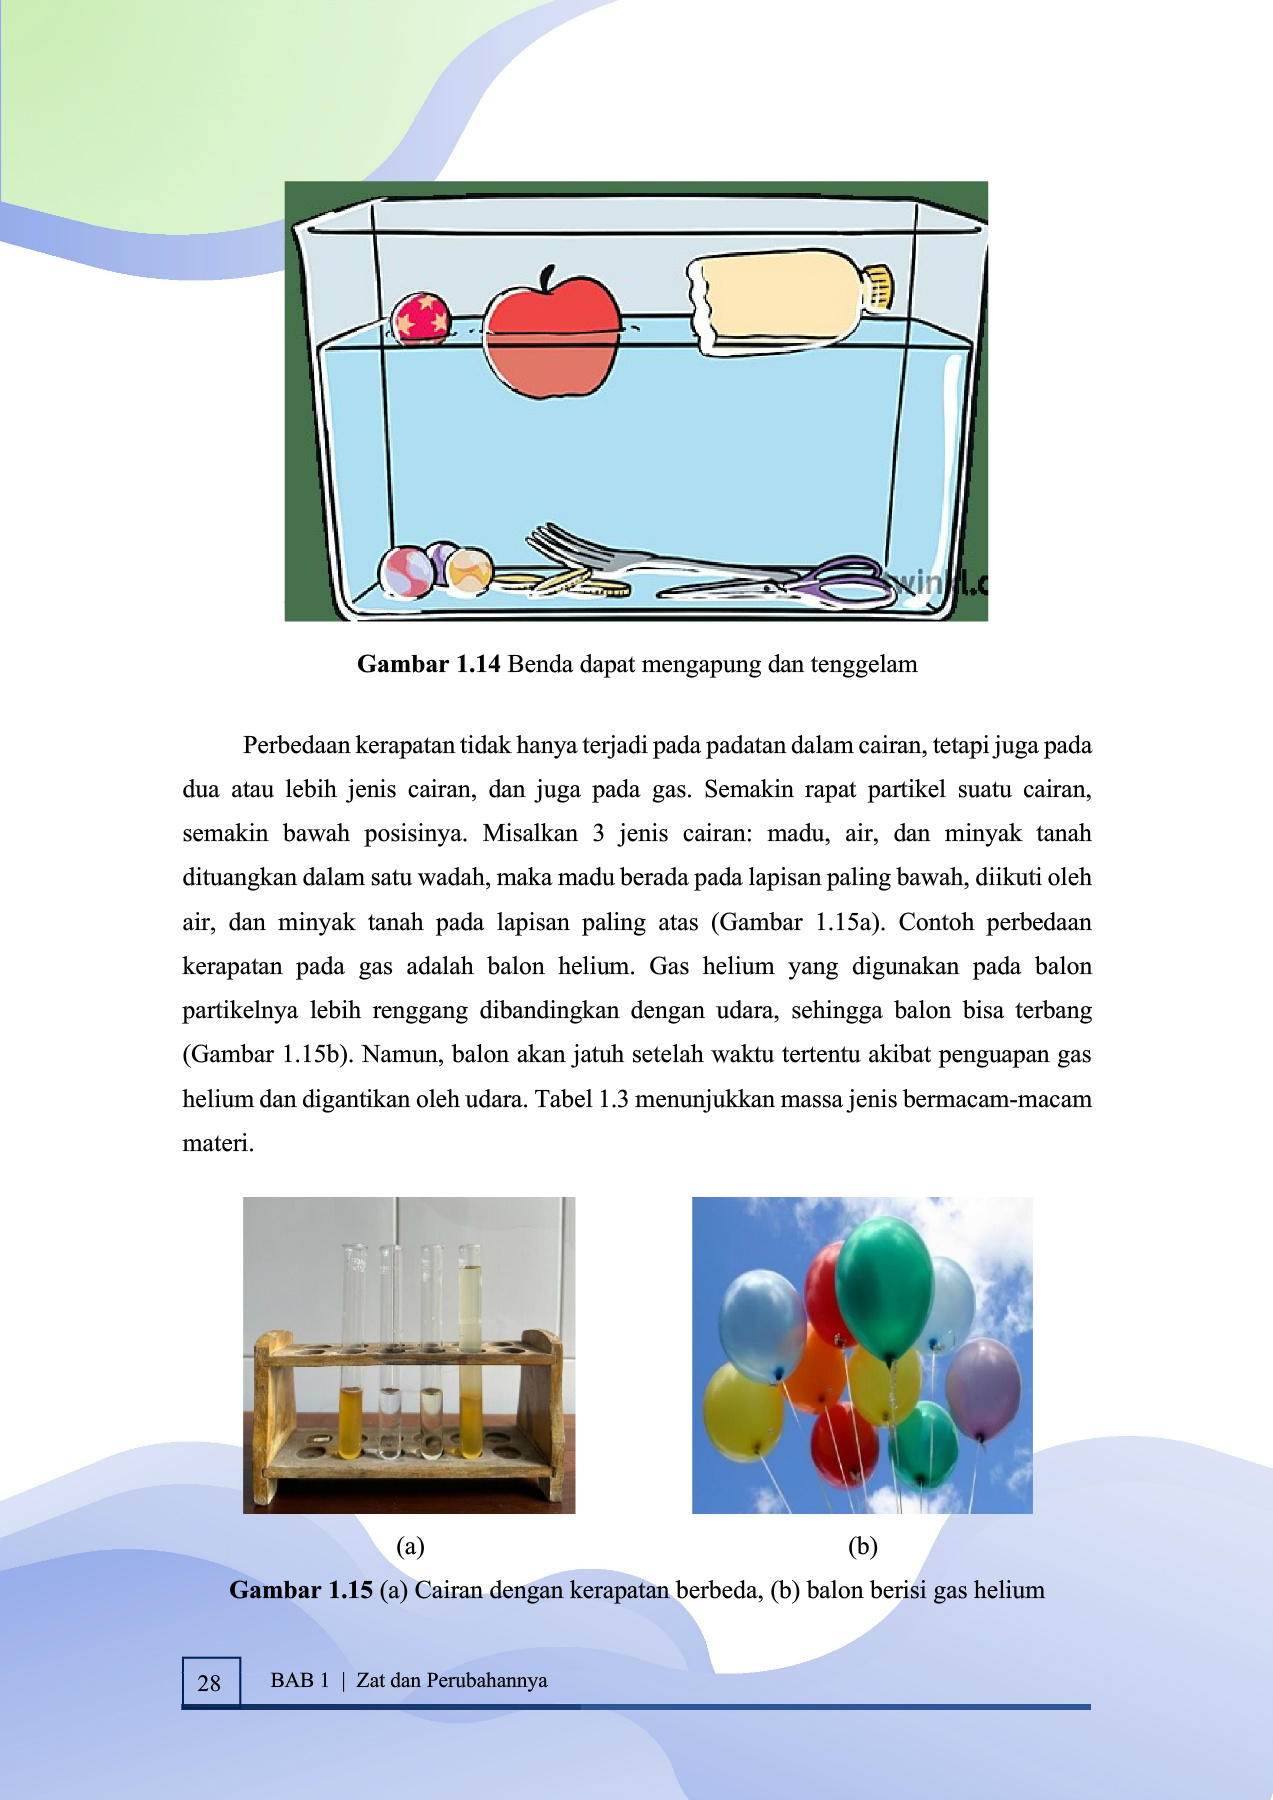 twinkl.c
Gambar 1.14 Benda dapat mengapung dan tenggelam
Perbedaan kerapatan tidak hanya terjadi pada padatan dalam cairan, tetapi juga pada
dua atau lebih jenis cairan, dan juga pada gas. Semakin rapat partikel suatu cairan,
semakin bawah posisinya. Misalkan 3 jenis cairan: madu, air, dan minyak tanah
dituangkan dalam satu wadah, maka madu berada pada lapisan paling bawah, diikuti oleh
air, dan minyak tanah pada lapisan paling atas (Gambar 1.15a). Contoh perbedaan
kerapatan pada gas adalah balon helium. Gas helium yang digunakan pada balon
partikelnya lebih renggang dibandingkan dengan udara, sehingga balon bisa terbang
(Gambar 1.15b). Namun, balon akan jatuh setelah waktu tertentu akibat penguapan gas
helium dan digantikan oleh udara. Tabel 1.3 menunjukkan massa jenis bermacam-macam
materi.
(a)
(b)
Gambar 1.15 (a) Cairan dengan kerapatan berbeda, (b) balon berisi gas helium
28
BAB 1 | Zat dan Perubahannya